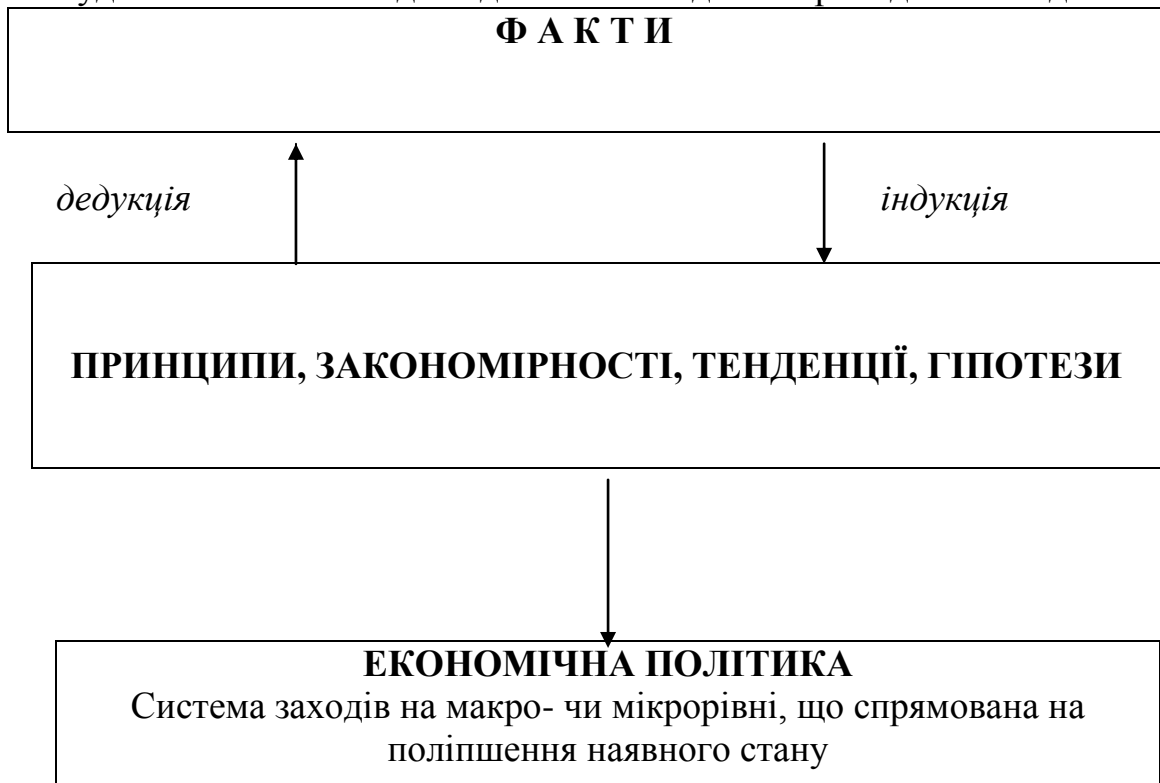 Ф А К Т И
дедукція
індукція
ПРИНЦИПИ, ЗАКОНОМІРНОСТІ, ТЕНДЕНЦІЇ, ГІПОТЕЗИ
ЕКОНОМІЧНА ПОЛІТИКА
Система заходів на макро- чи мікрорівні, що спрямована на
поліпшення наявного стану